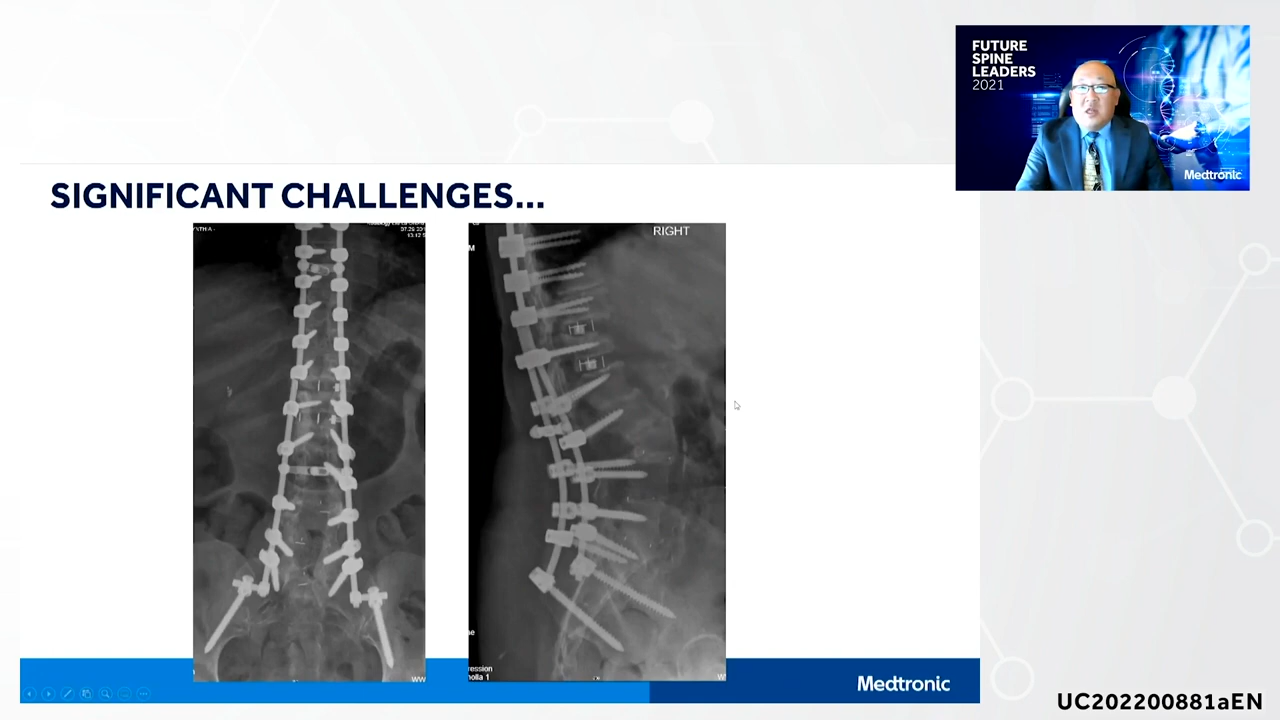 FUTURE
SPINE
LEADERS
2021
Medtronic
SIGNIFICANT CHALLENGES...
RIGHT
M
Medtronic
UC202200881aEN